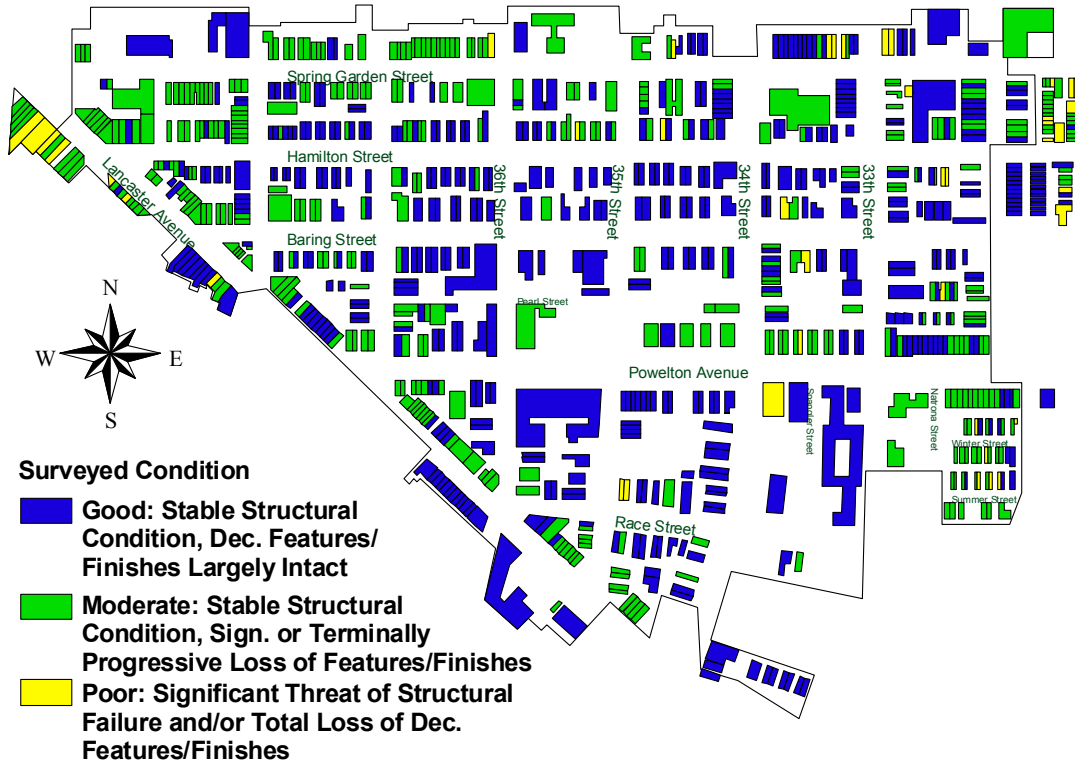 Spring Garden Street
Hamilton Street
Lancaster Avenue
36th Street
35th Street
34th Street
33th Street
Baring Street
Pearl Street
N
W
E
S
Powelton Avenue
Spangler Street
Natrona Street
Winter Street
Summer Street
Race Street
Surveyed Condition
Good: Stable Structural
Condition, Dec. Features/
Finishes Largely Intact
Moderate: Stable Structural
Condition, Sign. or Terminally
Progressive Loss of Features/Finishes
Poor: Significant Threat of Structural
Failure and/or Total Loss of Dec.
Features/Finishes